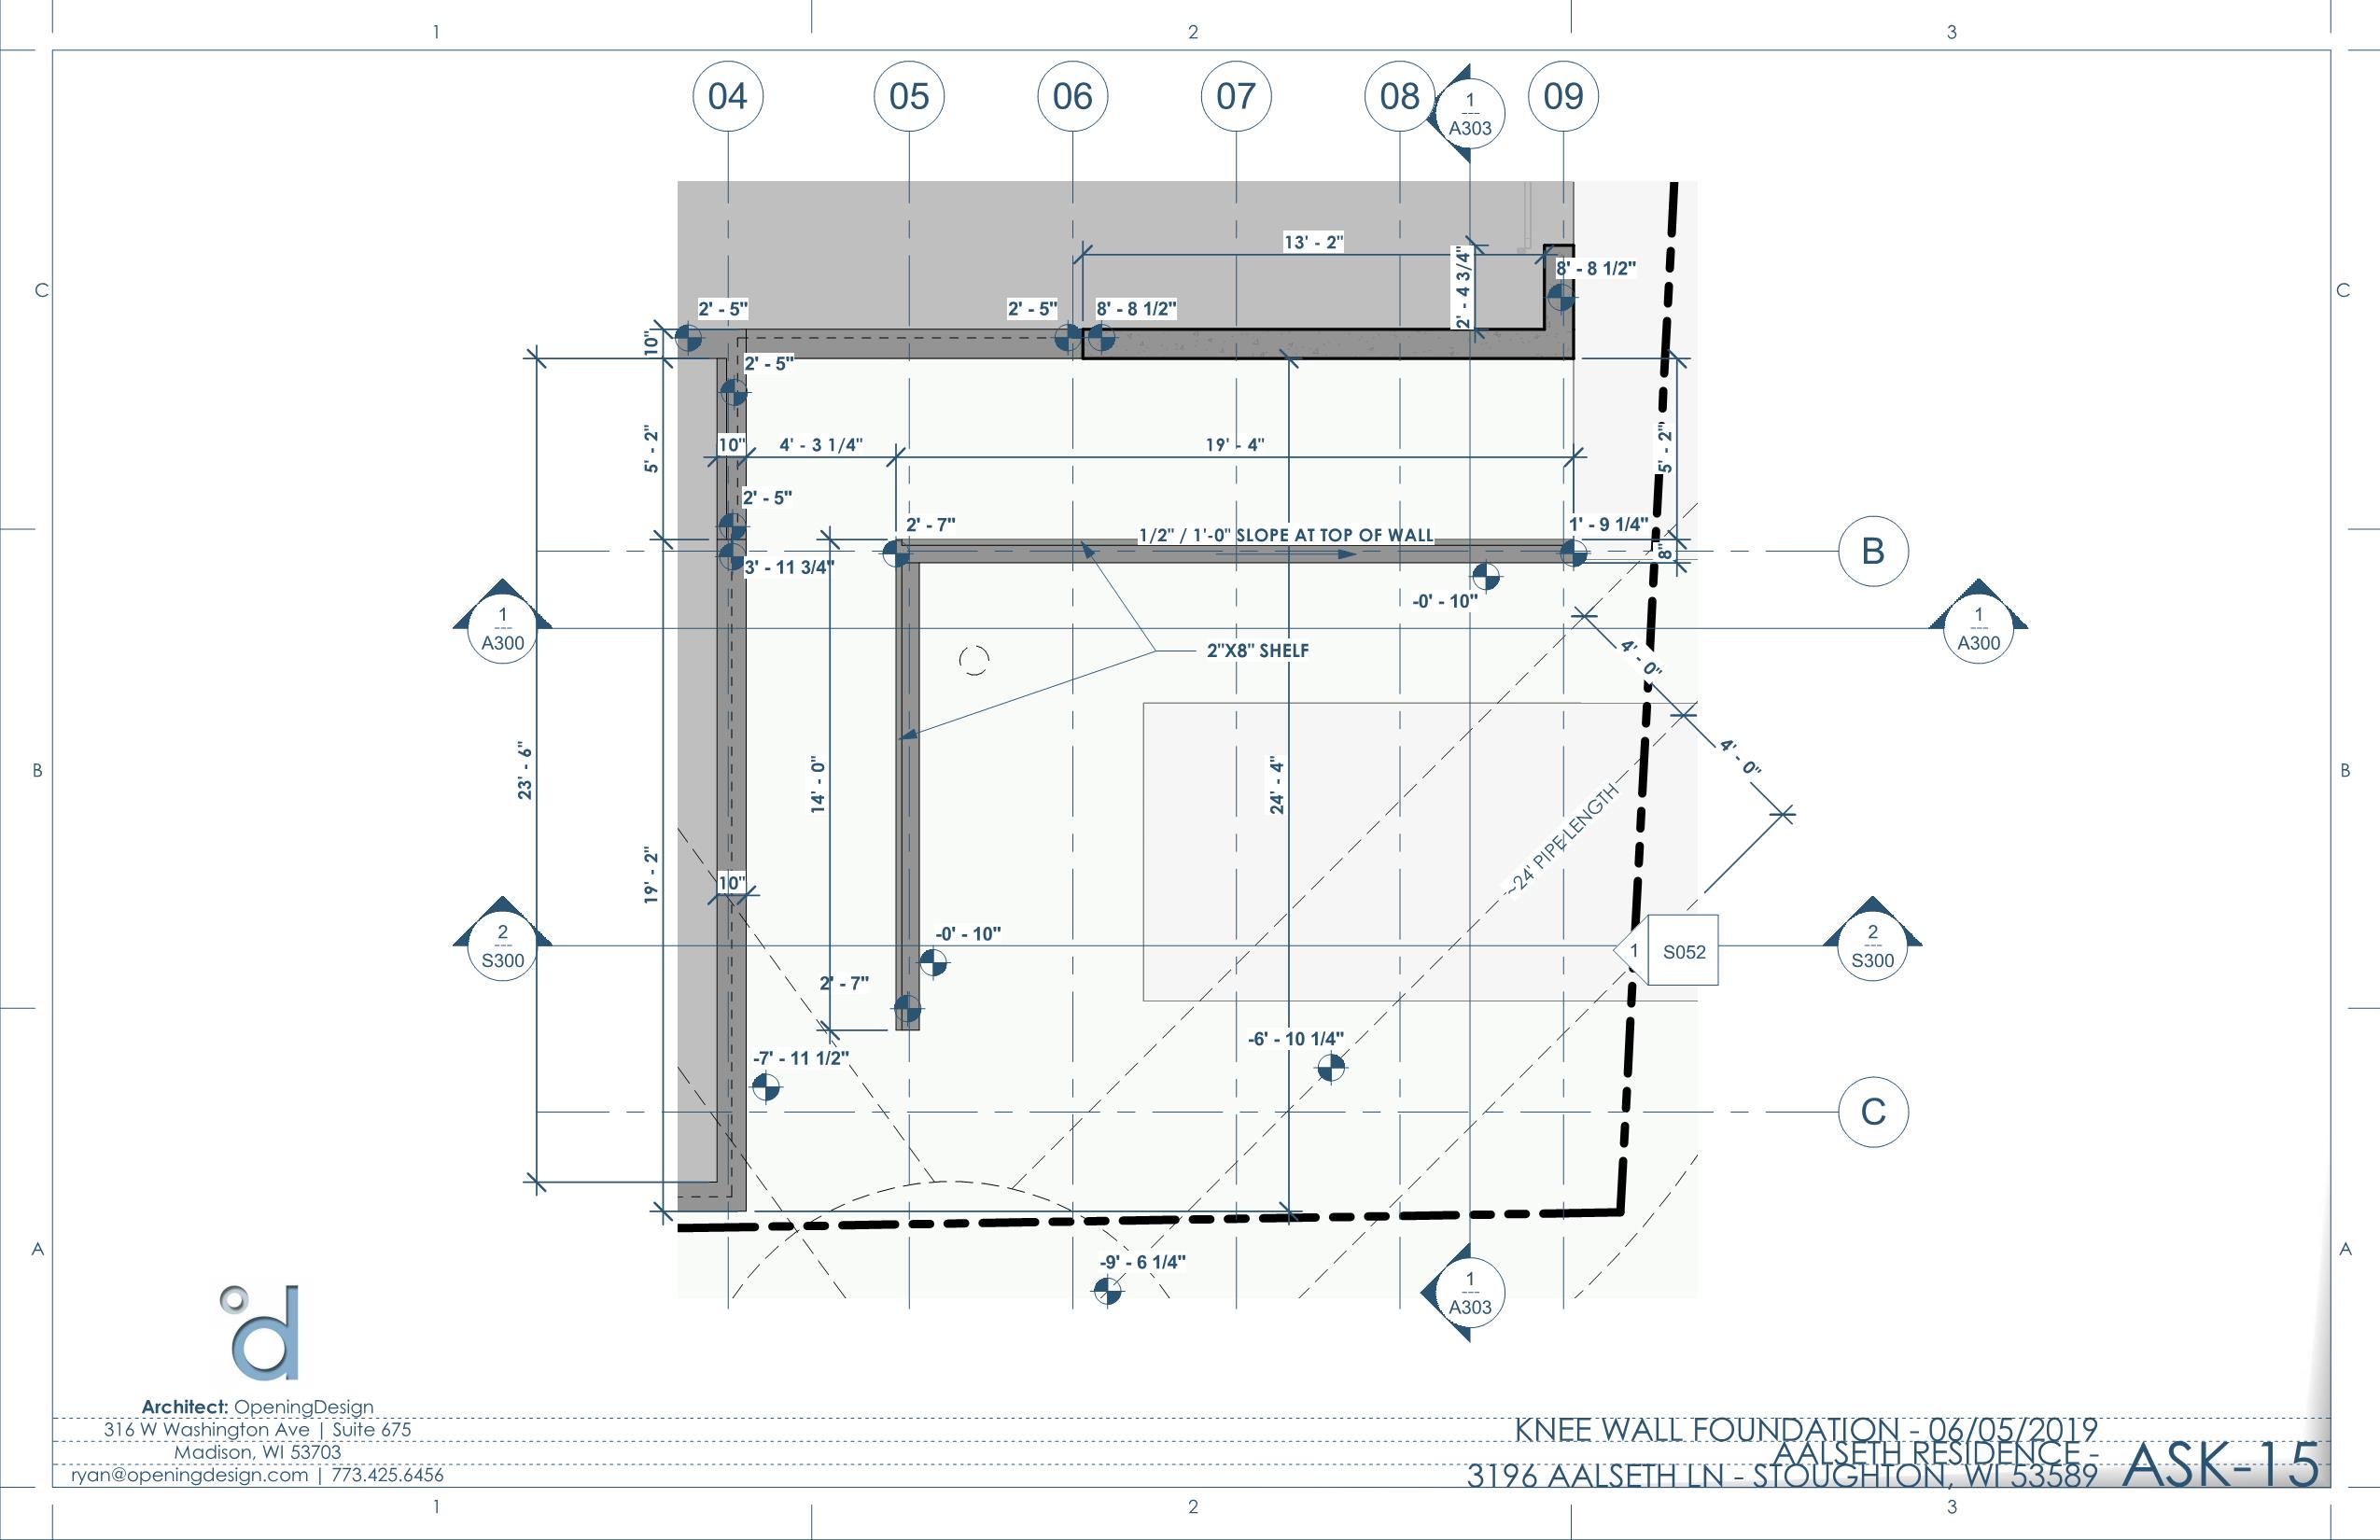 1
2
3
04
05
06
07
08
09
1
---
A303
13' - 2"
2' - 4 3/4"
8' - 8 1/2"
C
C
2' - 5"
2' - 5"
8' - 8 1/2"
10"
2' - 5"
5' - 2"
10"
4' - 3 1/4"
19' - 4"
5' - 2"
2' - 5"
2' - 7"
1/2" / 1'-0" SLOPE AT TOP OF WALL
1' - 9 1/4"
8"
B
3' - 11 3/4"
-0' - 10"
1
---
A300
1
---
A300
2"X8" SHELF
4' - 0"
4' - 0"
B
B
23' - 6"
14' - 0"
24' - 4"
~24' PIPE LENGTH
19' - 2"
10"
-0' - 10"
2
---
S300
1
S052
2
---
S300
2' - 7"
-6' - 10 1/4"
-7' - 11 1/2"
C
A
A
-9' - 6 1/4"
1
---
A303
d
Architect: OpeningDesign
316 W Washington Ave | Suite 675
Madison, WI 53703
ryan@openingdesign.com | 773.425.6456
KNEE WALL FOUNDATION - 06/05/2019
AALSETH RESIDENCE -
3196 AALSETH LN - STOUGHTON, WI 53589
ASK-15
1
2
3